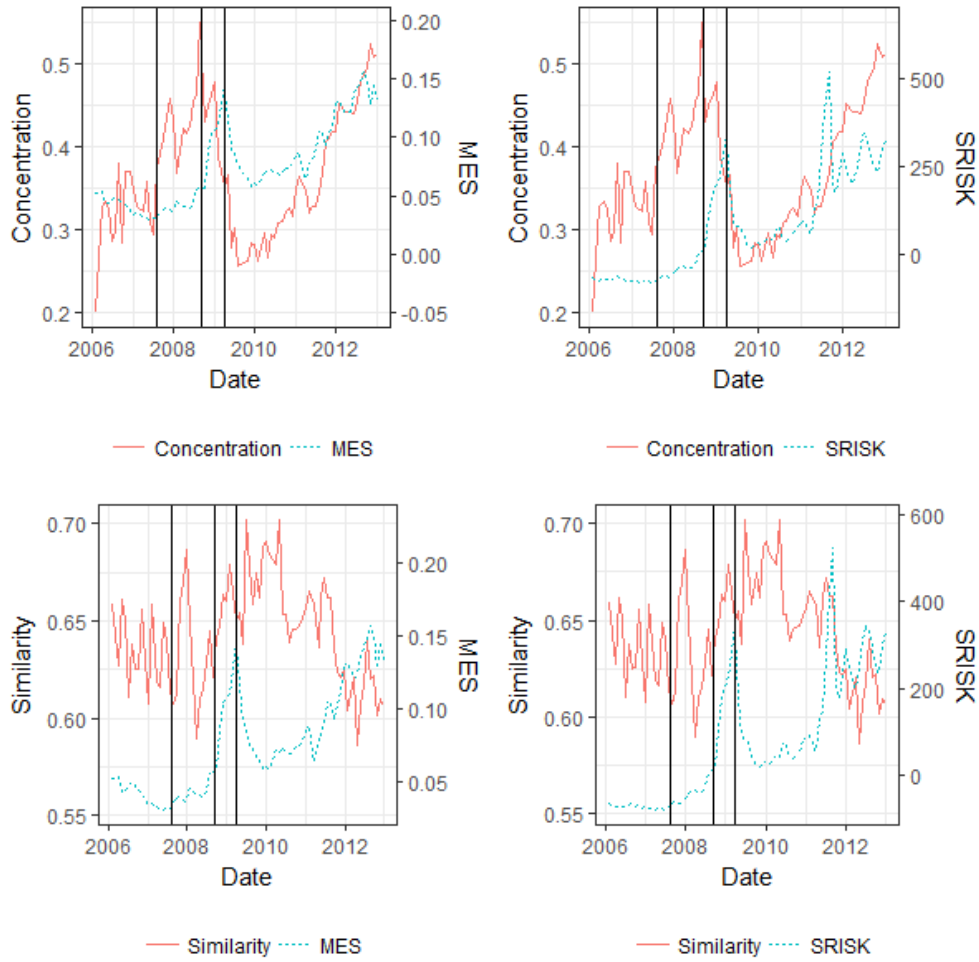 0.5
0.4
0.3
0.2
Concentration
0.20
0.15
0.10
0.05
0.00
-0.05
MES
2006 2008 2010 2012
Date
Concentration MES
0.5
0.4
0.3
0.2
Concentration
500
250
0
SRISK
2006 2008 2010 2012
Date
Concentration SRISK
0.70
0.65
0.60
0.55
Similarity
0.20
0.15
0.10
0.05
MES
2006 2008 2010 2012
Date
Similarity MES
0.70
0.65
0.60
0.55
Similarity
600
400
200
0
SRISK
2006 2008 2010 2012
Date
Similarity SRISK